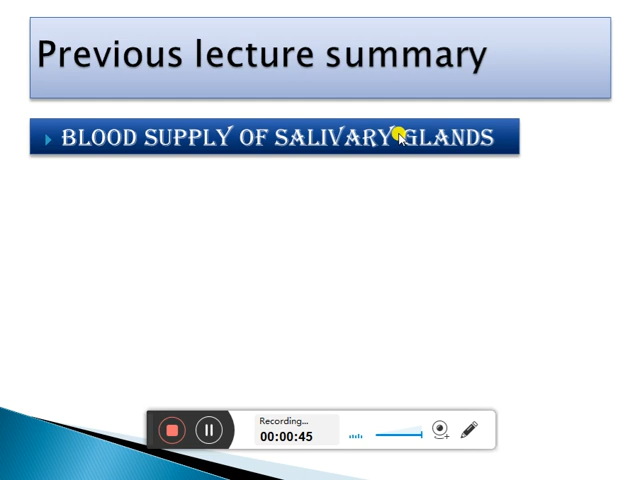 Previous lecture summary
BLOOD SUPPLY OF SALIVARY GLANDS
Recording...
00:00:45